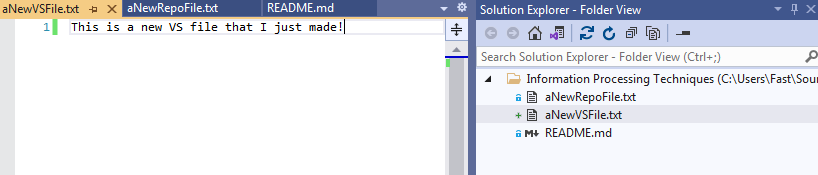 aNewVSFile.txt aNewRepoFile.txt README.md
1 This is a new VS file that I just made!
Solution Explorer - Folder View
Search Solution Explorer - Folder View (Ctrl+;)
Information Processing Techniques (C:\Users\Fast\Sou
aNewRepoFile.txt
aNewVSFile.txt
README.md